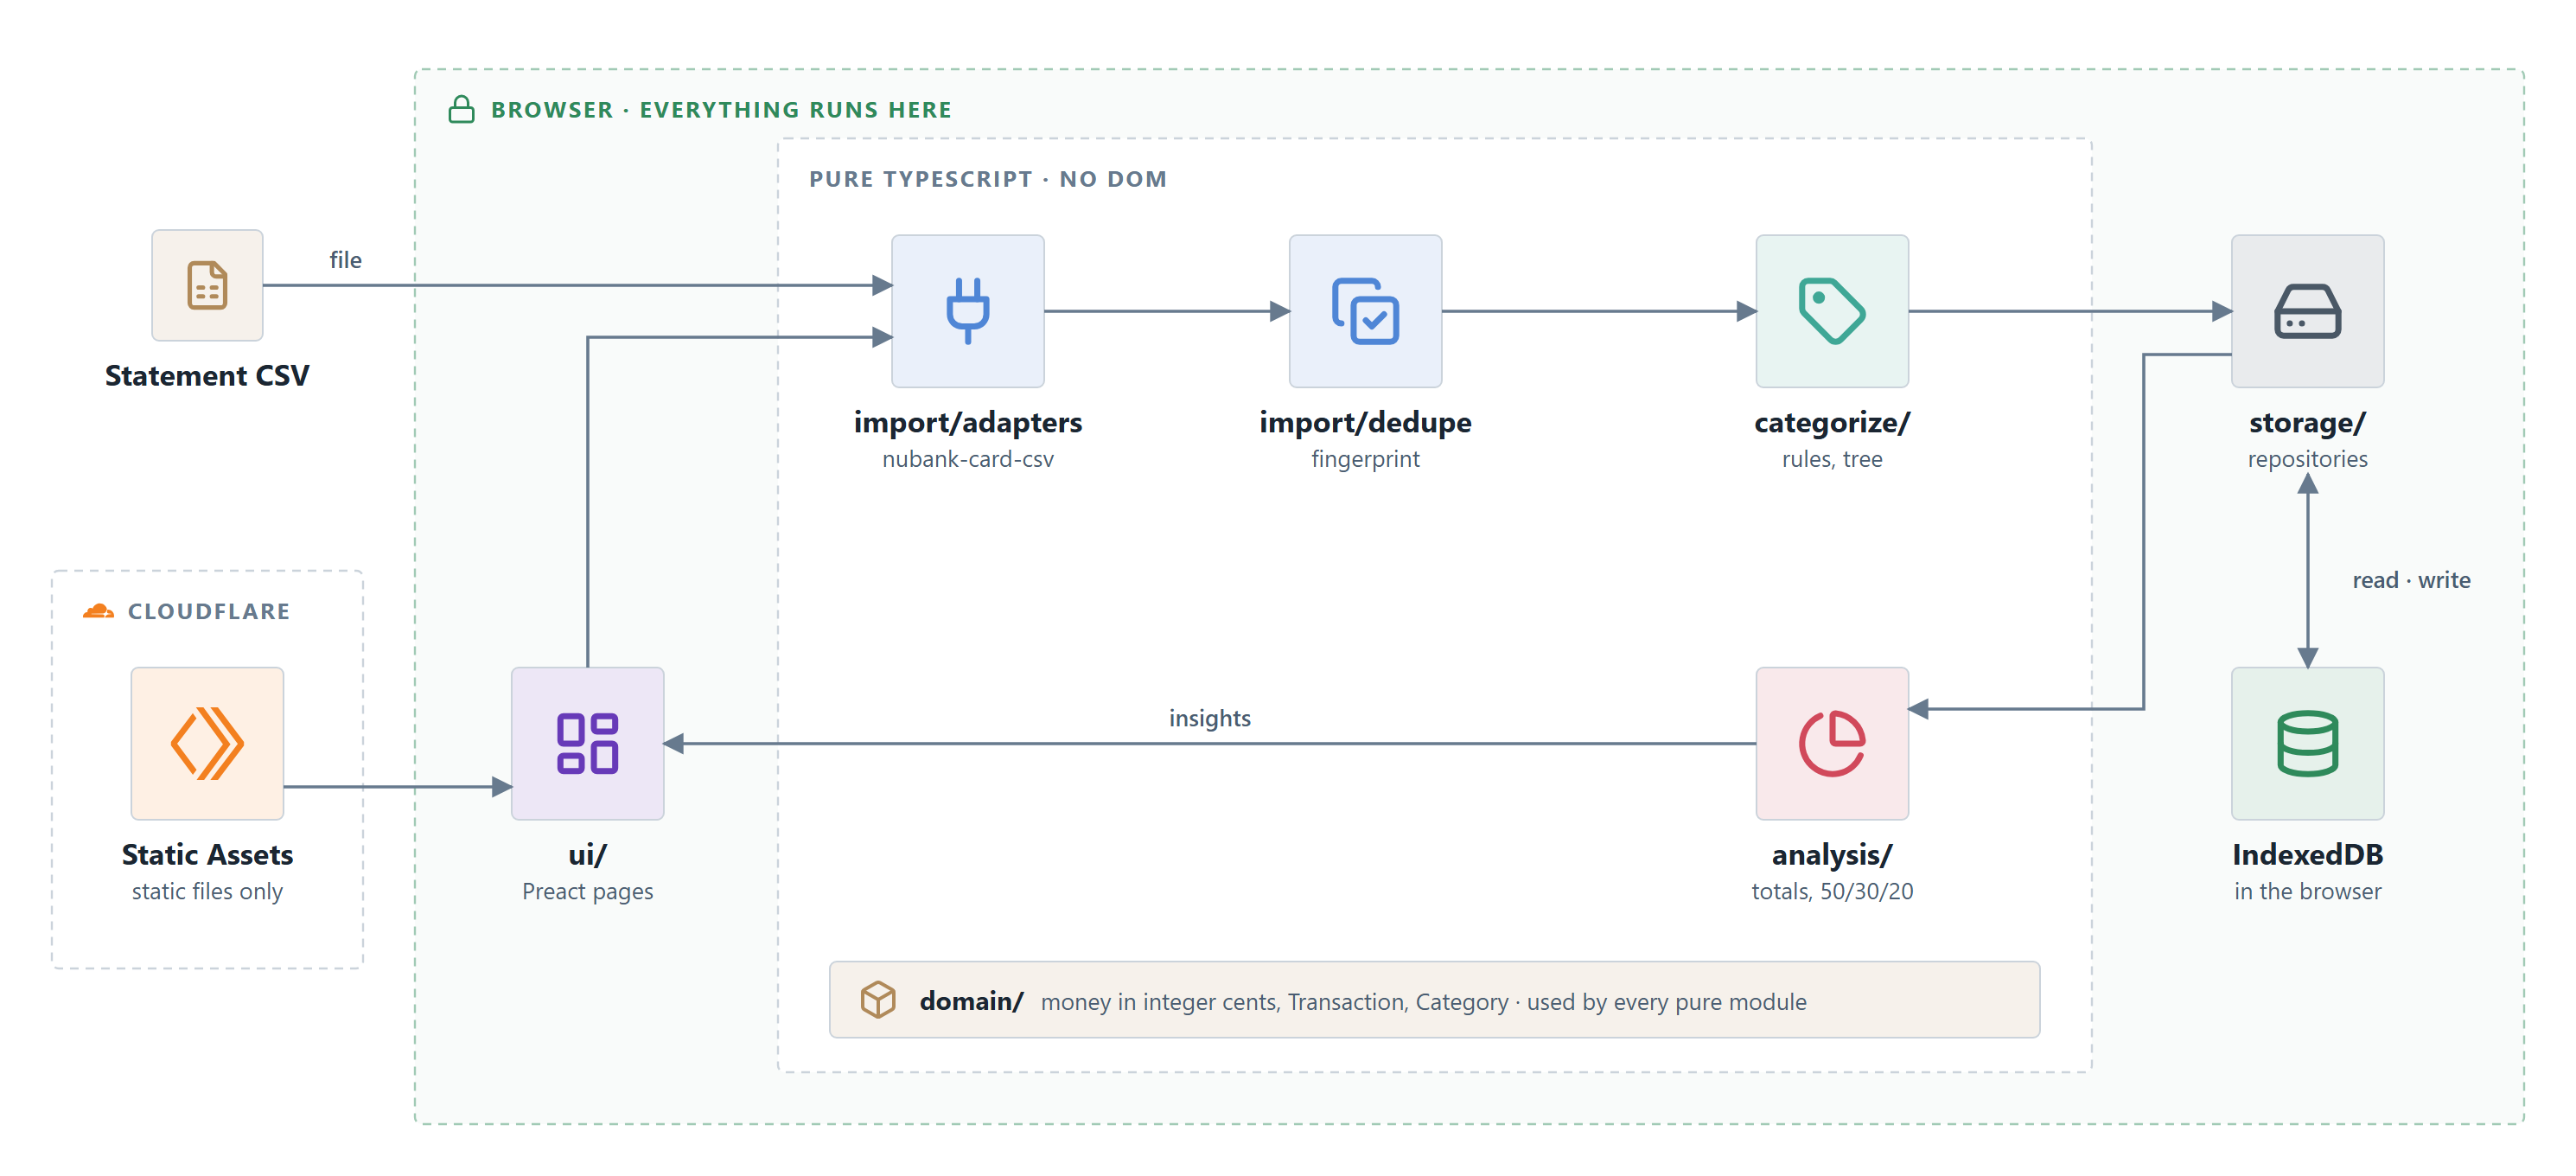 BROWSER · EVERYTHING RUNS HERE
PURE TYPESCRIPT · NO DOM
file
Statement CSV
import/adapters
nubank-card-csv
import/dedupe
fingerprint
categorize/
rules, tree
storage/
repositories
read · write
CLOUDFLARE
Static Assets
static files only
ui/
Preact pages
insights
analysis/
totals, 50/30/20
IndexedDB
in the browser
domain/ money in integer cents, Transaction, Category · used by every pure module